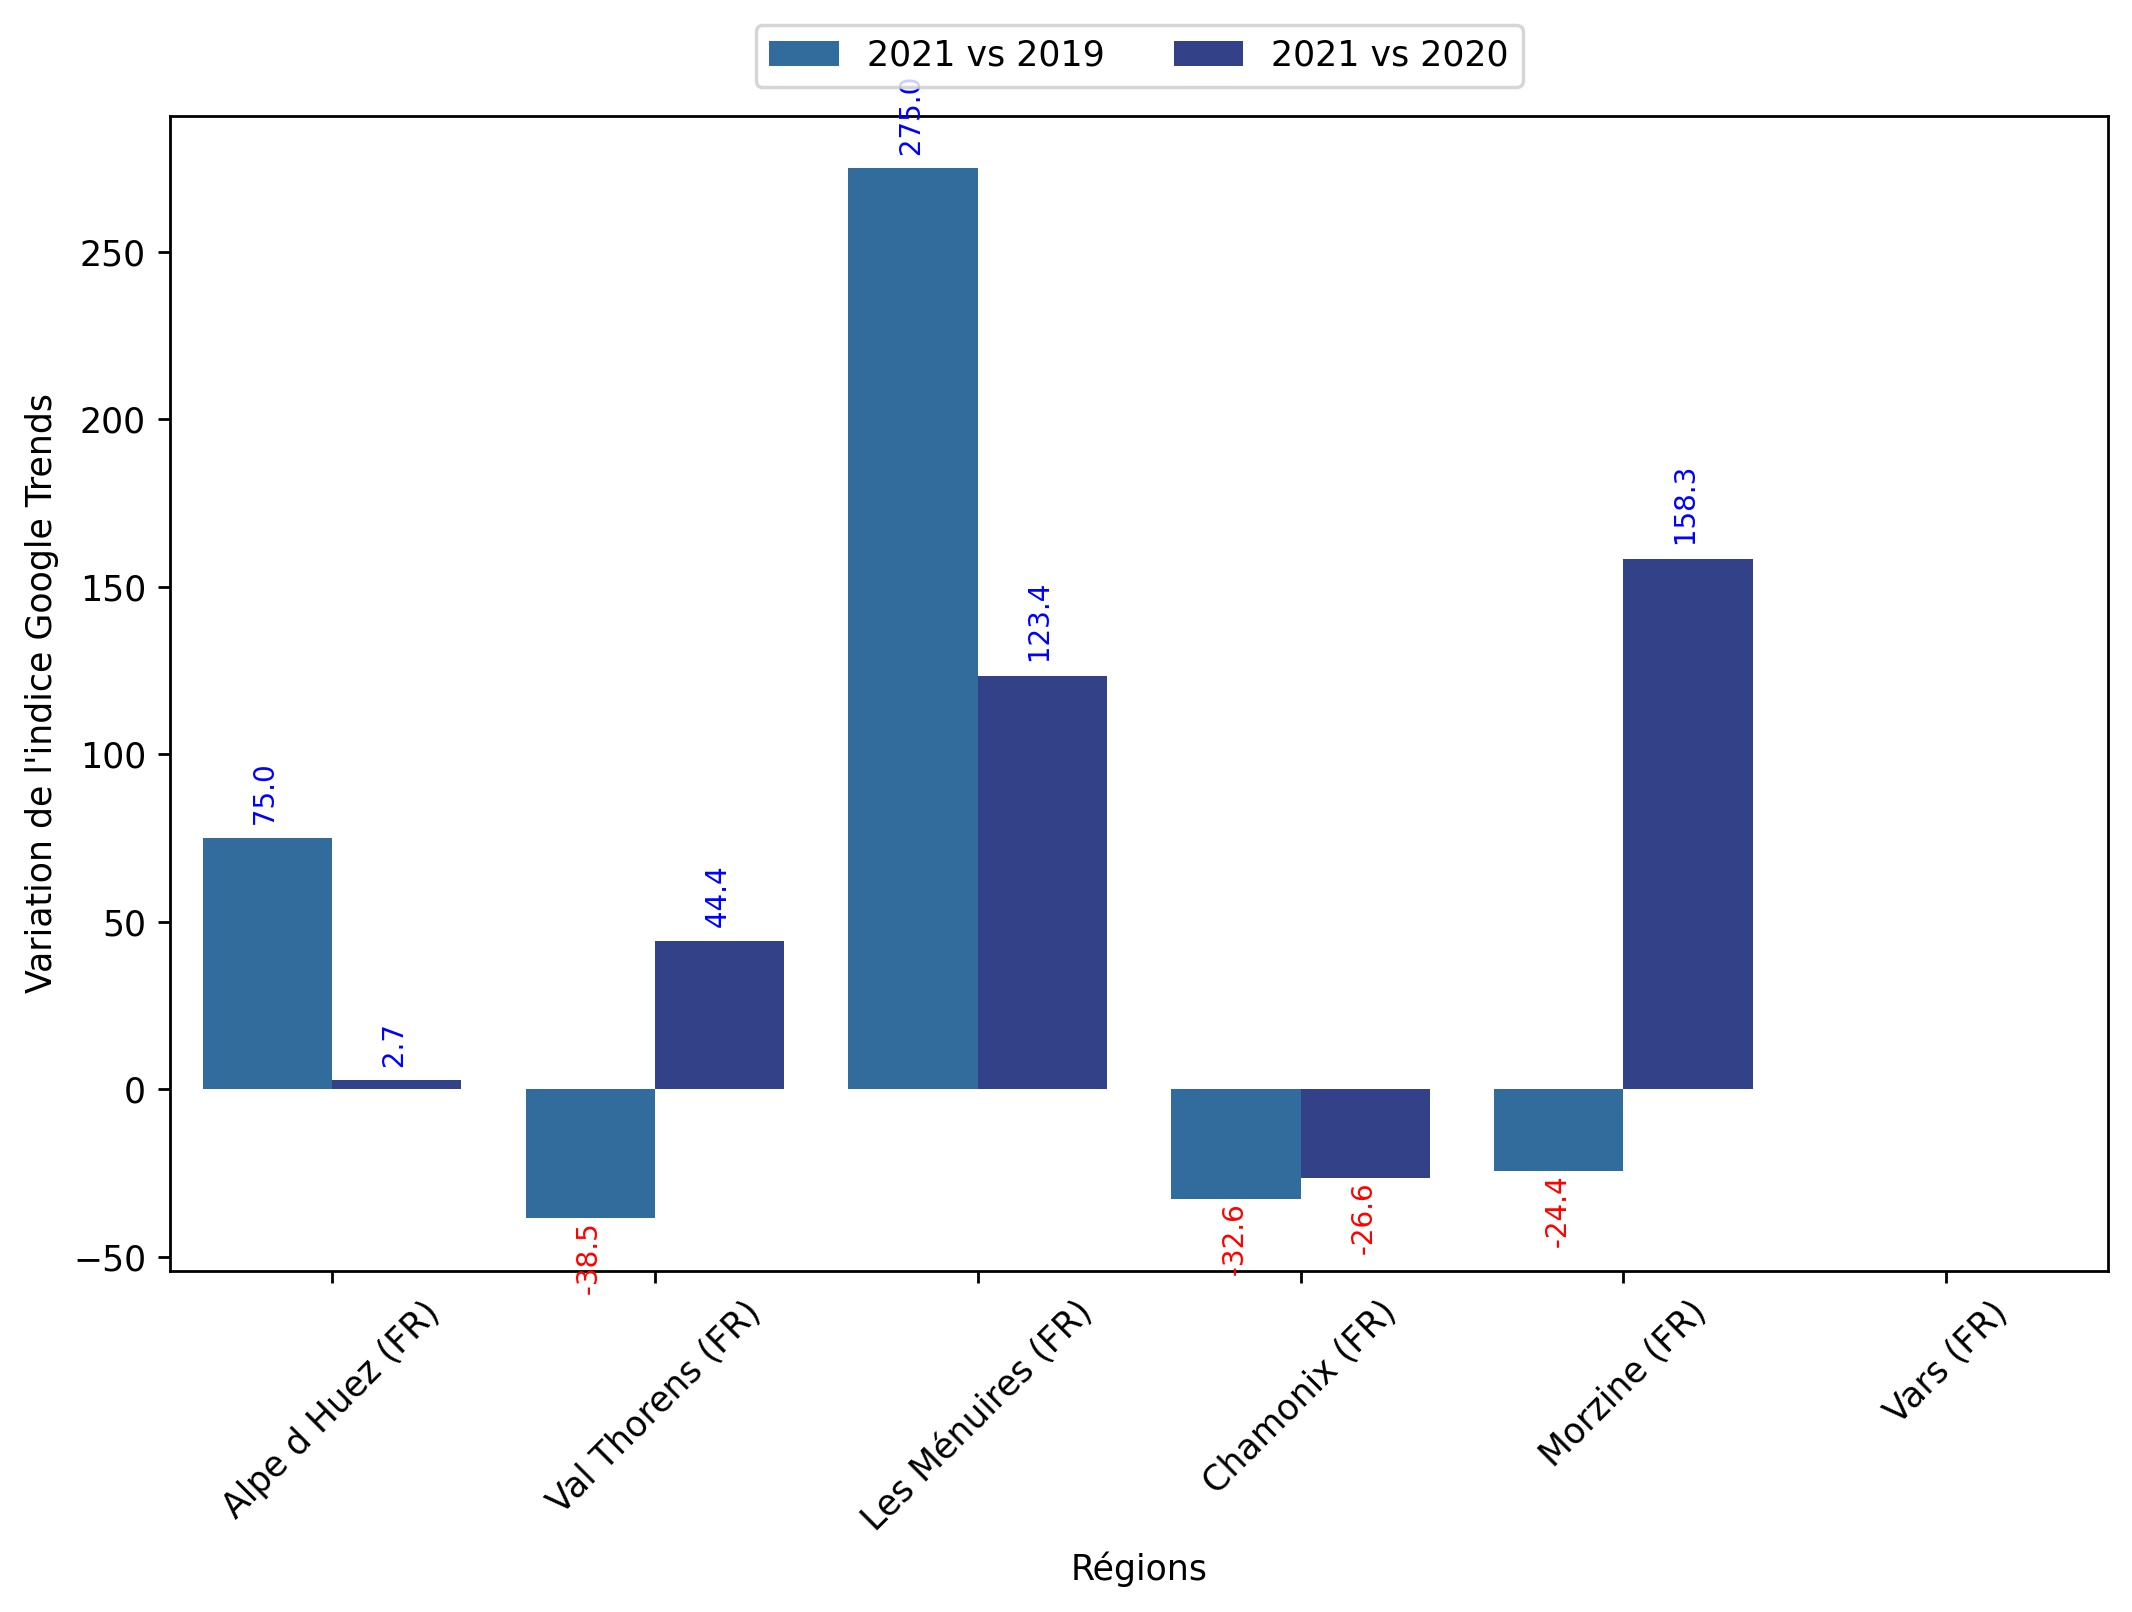 2021 vs 2019
2021 vs 2020
Variation de l'indice Google Trends
250
200
150
100
50
0
−50
75.0
2.7
-38.5
44.4
275.0
123.4
-32.6
-26.6
-24.4
158.3
Alpe d Huez (FR)
Val Thorens (FR)
Les Ménuires (FR)
Chamonix (FR)
Morzine (FR)
Vars (FR)
Régions